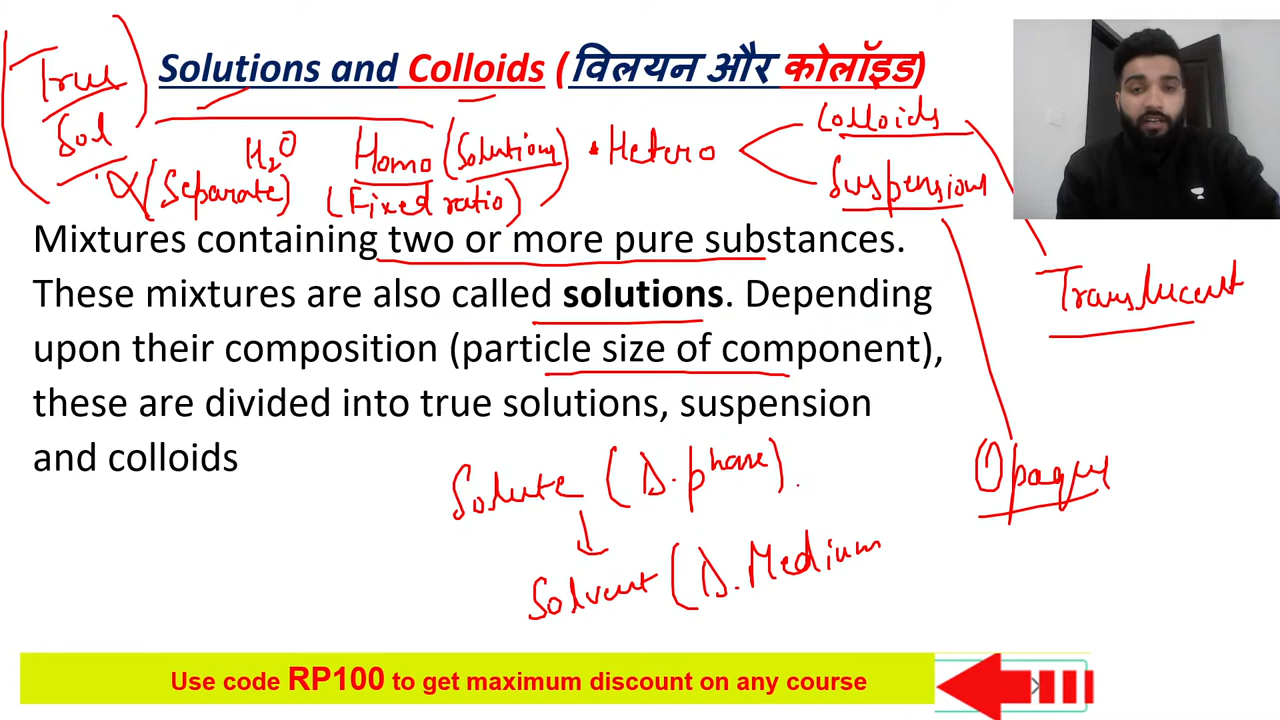 Solutions and Colloids (विलयन और कोलॉइड)
True
Sol
H2O
(Separate)
Homo (Solutions)
(Fixed ratio)
Hetero
Colloids
Suspensions
Mixtures containing two or more pure substances.
These mixtures are also called solutions. Depending
upon their composition (particle size of component),
these are divided into true solutions, suspension
and colloids
Translucent
Opaque
Solute (D. phase)
Solvent (D. Medium
Use code RP100 to get maximum discount on any course